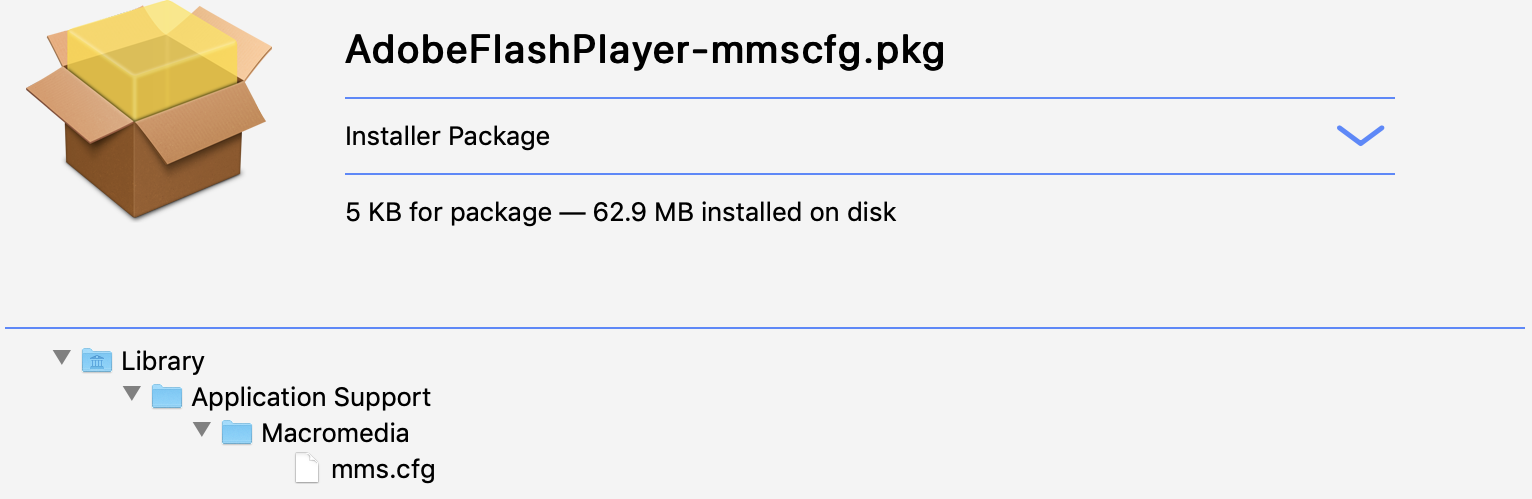 AdobeFlashPlayer-mmscfg.pkg
Installer Package
5 KB for package — 62.9 MB installed on disk
Library
Application Support
Macromedia
mms.cfg